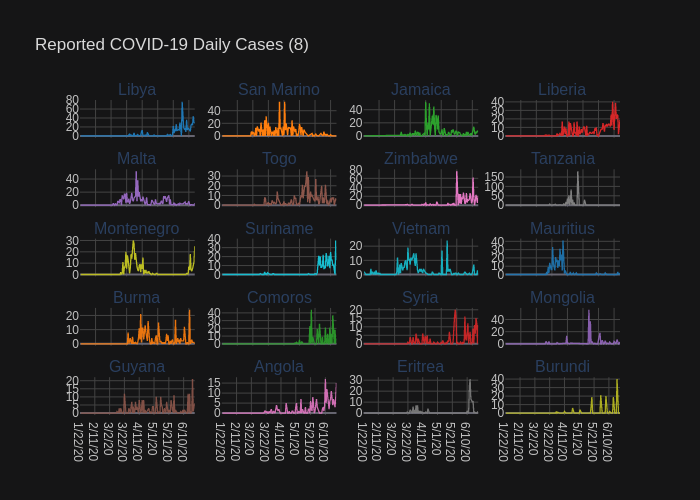 Reported COVID-19 Daily Cases (8)
Libya San Marino Jamaica Liberia
80 60 40 20 0
40 20 0
40 20 0
40 30 20 10 0
Malta Togo Zimbabwe Tanzania
40 20 0
30 20 10 0
80 60 40 20 0
150 100 50 0
Montenegro Suriname Vietnam Mauritius
30 20 10 0
40 30 20 10 0
20 10 0
40 30 20 10 0
Burma Comoros Syria Mongolia
20 10 0
40 30 20 10 0
20 15 10 5 0
40 20 0
Guyana Angola Eritrea Burundi
20 15 10 5 0
15 10 5 0
30 20 10 0
40 30 20 10 0
1/22/20 2/11/20 3/2/20 3/22/20 4/11/20 5/1/20 5/21/20 6/10/20
1/22/20 2/11/20 3/2/20 3/22/20 4/11/20 5/1/20 5/21/20 6/10/20
1/22/20 2/11/20 3/2/20 3/22/20 4/11/20 5/1/20 5/21/20 6/10/20
1/22/20 2/11/20 3/2/20 3/22/20 4/11/20 5/1/20 5/21/20 6/10/20